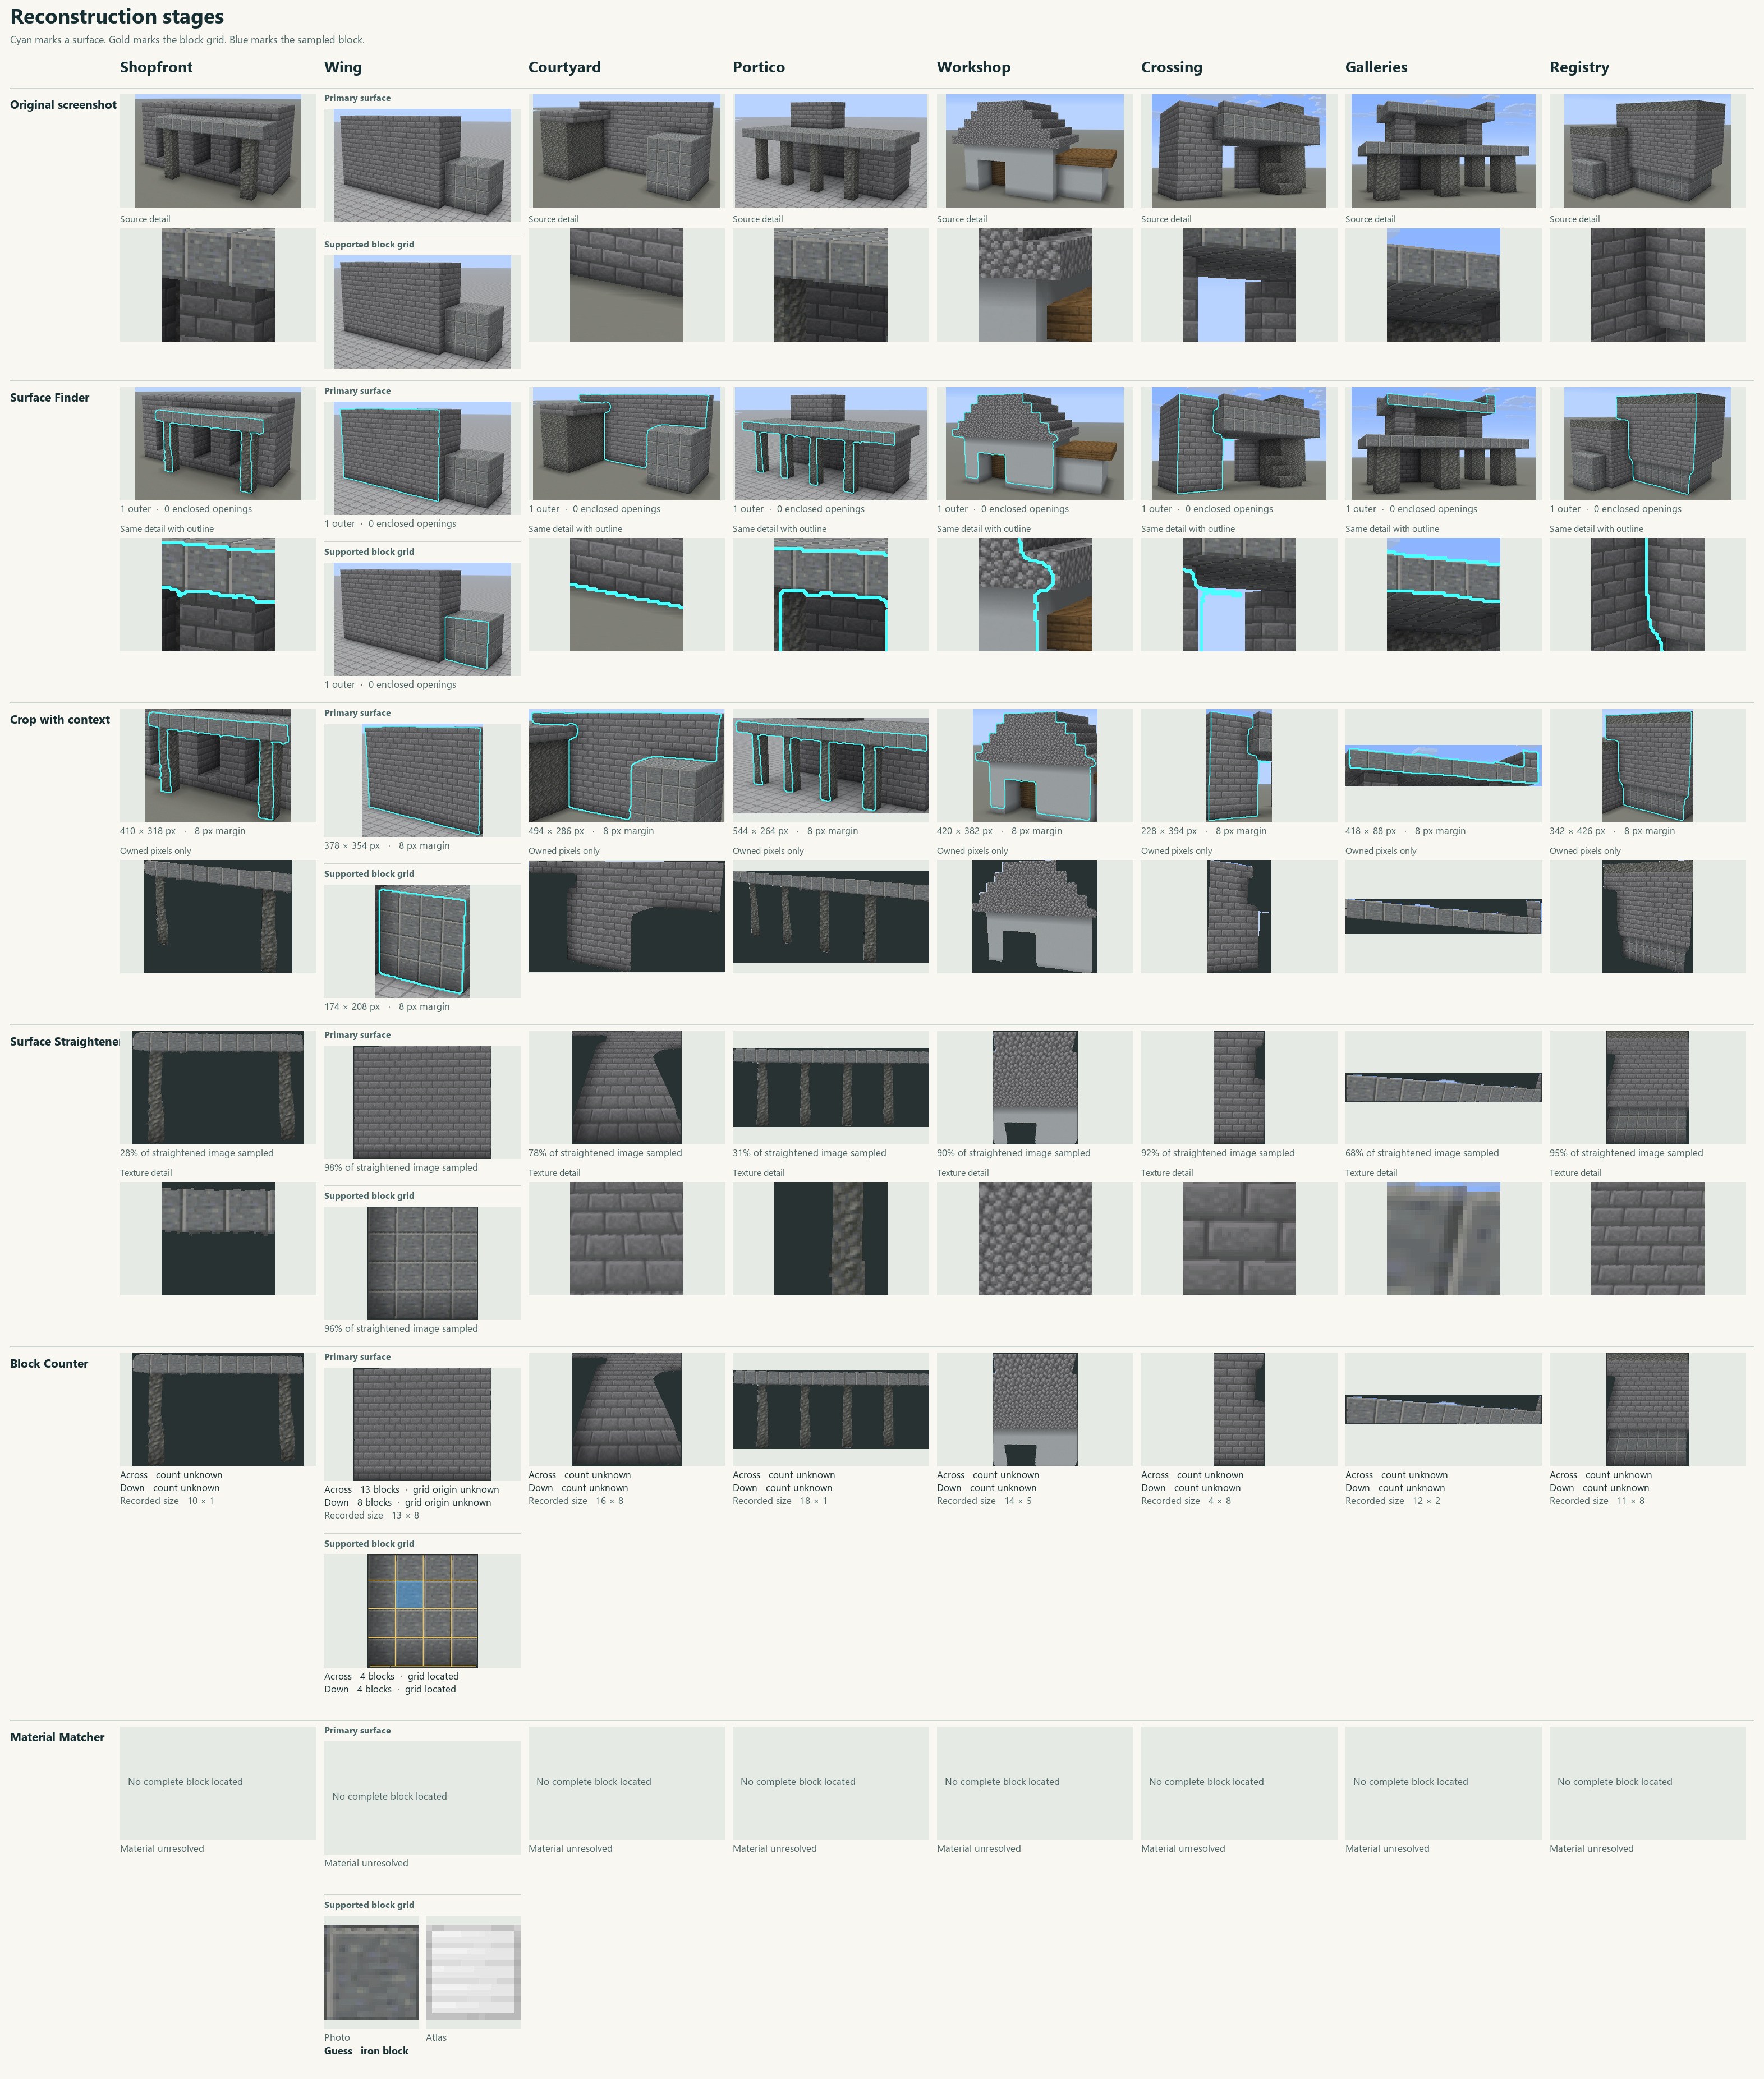 Reconstruction stages
Cyan marks a surface. Gold marks the block grid. Blue marks the sampled block.
Shopfront Wing Courtyard Portico Workshop Crossing Galleries Registry
Original screenshot
Primary surface
Source detail Source detail Source detail Source detail Source detail Source detail Source detail
Supported block grid
Surface Finder
Primary surface
1 outer · 0 enclosed openings 1 outer · 0 enclosed openings 1 outer · 0 enclosed openings 1 outer · 0 enclosed openings 1 outer · 0 enclosed openings 1 outer · 0 enclosed openings 1 outer · 0 enclosed openings
1 outer · 0 enclosed openings
Same detail with outline Same detail with outline Same detail with outline Same detail with outline Same detail with outline Same detail with outline Same detail with outline
Supported block grid
1 outer · 0 enclosed openings
Crop with context
Primary surface
410 × 318 px · 8 px margin 494 × 286 px · 8 px margin 544 × 264 px · 8 px margin 420 × 382 px · 8 px margin 228 × 394 px · 8 px margin 418 × 88 px · 8 px margin 342 × 426 px · 8 px margin
378 × 354 px · 8 px margin
Owned pixels only Owned pixels only Owned pixels only Owned pixels only Owned pixels only Owned pixels only Owned pixels only
Supported block grid
174 × 208 px · 8 px margin
Surface Straightener
Primary surface
28% of straightened image sampled 78% of straightened image sampled 31% of straightened image sampled 90% of straightened image sampled 92% of straightened image sampled 68% of straightened image sampled 95% of straightened image sampled
98% of straightened image sampled
Texture detail Texture detail Texture detail Texture detail Texture detail Texture detail Texture detail
Supported block grid
96% of straightened image sampled
Block Counter
Primary surface
Across count unknown Across count unknown Across count unknown Across count unknown Across count unknown Across count unknown Across count unknown
Down count unknown Down count unknown Down count unknown Down count unknown Down count unknown Down count unknown Down count unknown
Recorded size 10 × 1 Recorded size 16 × 8 Recorded size 18 × 1 Recorded size 14 × 5 Recorded size 4 × 8 Recorded size 12 × 2 Recorded size 11 × 8
Across 13 blocks · grid origin unknown
Down 8 blocks · grid origin unknown
Recorded size 13 × 8
Supported block grid
Across 4 blocks · grid located
Down 4 blocks · grid located
Material Matcher
Primary surface
No complete block located No complete block located No complete block located No complete block located No complete block located No complete block located No complete block located
No complete block located
Material unresolved Material unresolved Material unresolved Material unresolved Material unresolved Material unresolved Material unresolved
Material unresolved
Supported block grid
Photo Atlas
Guess iron block